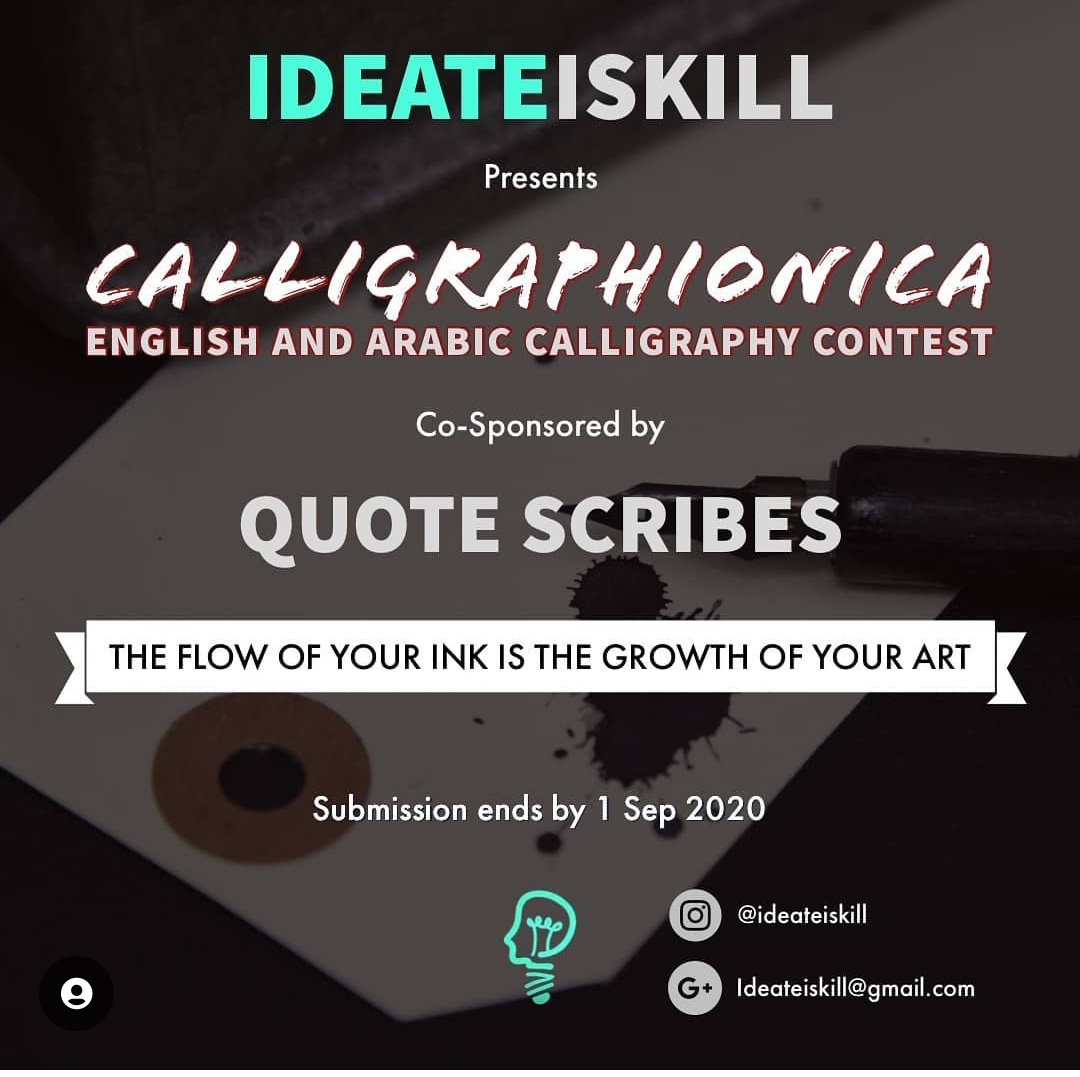 IDEATEISKILL
Presents
CALLIGRAPHIONICA
ENGLISH AND ARABIC CALLIGRAPHY CONTEST
Co-Sponsored by
QUOTE SCRIBES
THE FLOW OF YOUR INK IS THE GROWTH OF YOUR ART
Submission ends by 1 Sep 2020
@ideateiskill
G+ Ideateiskill@gmail.com